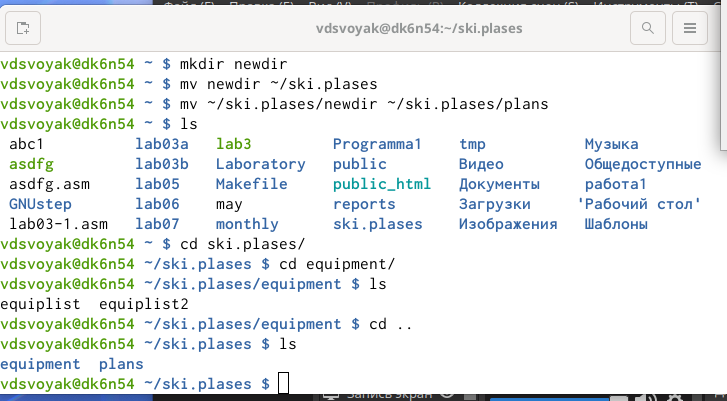 vdsvoyak@dk6n54:~/ski.plases
vdsvoyak@dk6n54 ~ $ mkdir newdir
vdsvoyak@dk6n54 ~ $ mv newdir ~/ski.plases
vdsvoyak@dk6n54 ~ $ mv ~/ski.plases/newdir ~/ski.plases/plans
vdsvoyak@dk6n54 ~ $ ls
abc1 lab03a lab3 Programma1 tmp Музыка
asdfg lab03b Laboratory public Видео Общедоступные
asdfg.asm lab05 Makefile public_html Документы работа1
GNUstep lab06 may reports Загрузки 'Рабочий стол'
lab03-1.asm lab07 monthly ski.plases Изображения Шаблоны
vdsvoyak@dk6n54 ~ $ cd ski.plases/
vdsvoyak@dk6n54 ~/ski.plases $ cd equipment/
vdsvoyak@dk6n54 ~/ski.plases/equipment $ ls
equiplist equiplist2
vdsvoyak@dk6n54 ~/ski.plases/equipment $ cd ..
vdsvoyak@dk6n54 ~/ski.plases $ ls
equipment plans
vdsvoyak@dk6n54 ~/ski.plases $
Запись экран